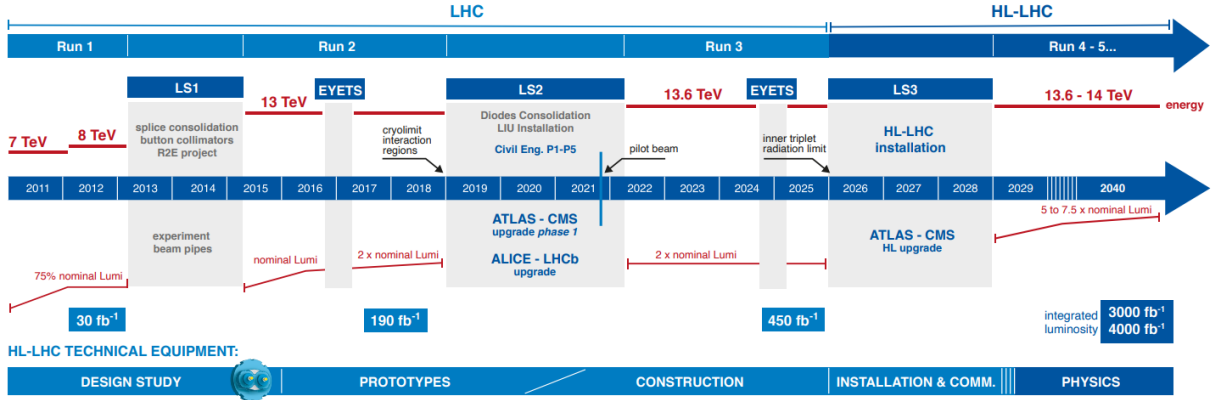 LHC
HL-LHC
Run 1
Run 2
Run 3
Run 4 - 5...
LS1
EYETS
LS2
EYETS
LS3
7 TeV
8 TeV
13 TeV
13.6 TeV
13.6 - 14 TeV
energy
splice consolidation
button collimators
R2E project
cryolimit
interaction
regions
Diodes Consolidation
LIU Installation
Civil Eng. P1-P5
pilot beam
inner triplet
radiation limit
HL-LHC
installation
2011
2012
2013
2014
2015
2016
2017
2018
2019
2020
2021
2022
2023
2024
2025
2026
2027
2028
2029
2040
experiment
beam pipes
75% nominal Lumi
nominal Lumi
2 x nominal Lumi
ATLAS - CMS
upgrade phase 1
ALICE - LHCb
upgrade
2 x nominal Lumi
ATLAS - CMS
HL upgrade
5 to 7.5 x nominal Lumi
30 fb⁻¹
190 fb⁻¹
450 fb⁻¹
integrated
luminosity
3000 fb⁻¹
4000 fb⁻¹
HL-LHC TECHNICAL EQUIPMENT:
DESIGN STUDY
PROTOTYPES
CONSTRUCTION
INSTALLATION & COMM.
PHYSICS